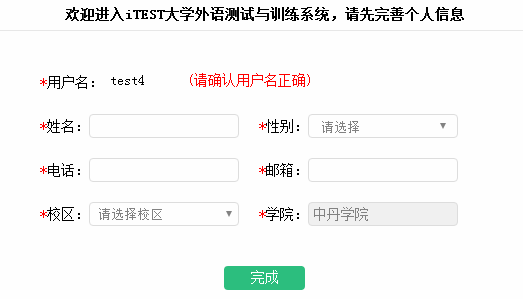 欢迎进入iTEST大学外语测试与训练系统，请先完善个人信息
*用户名： test4 (请确认用户名正确)
*姓名： *性别： 请选择
*电话： *邮箱：
*校区： 请选择校区 *学院： 中丹学院
完成